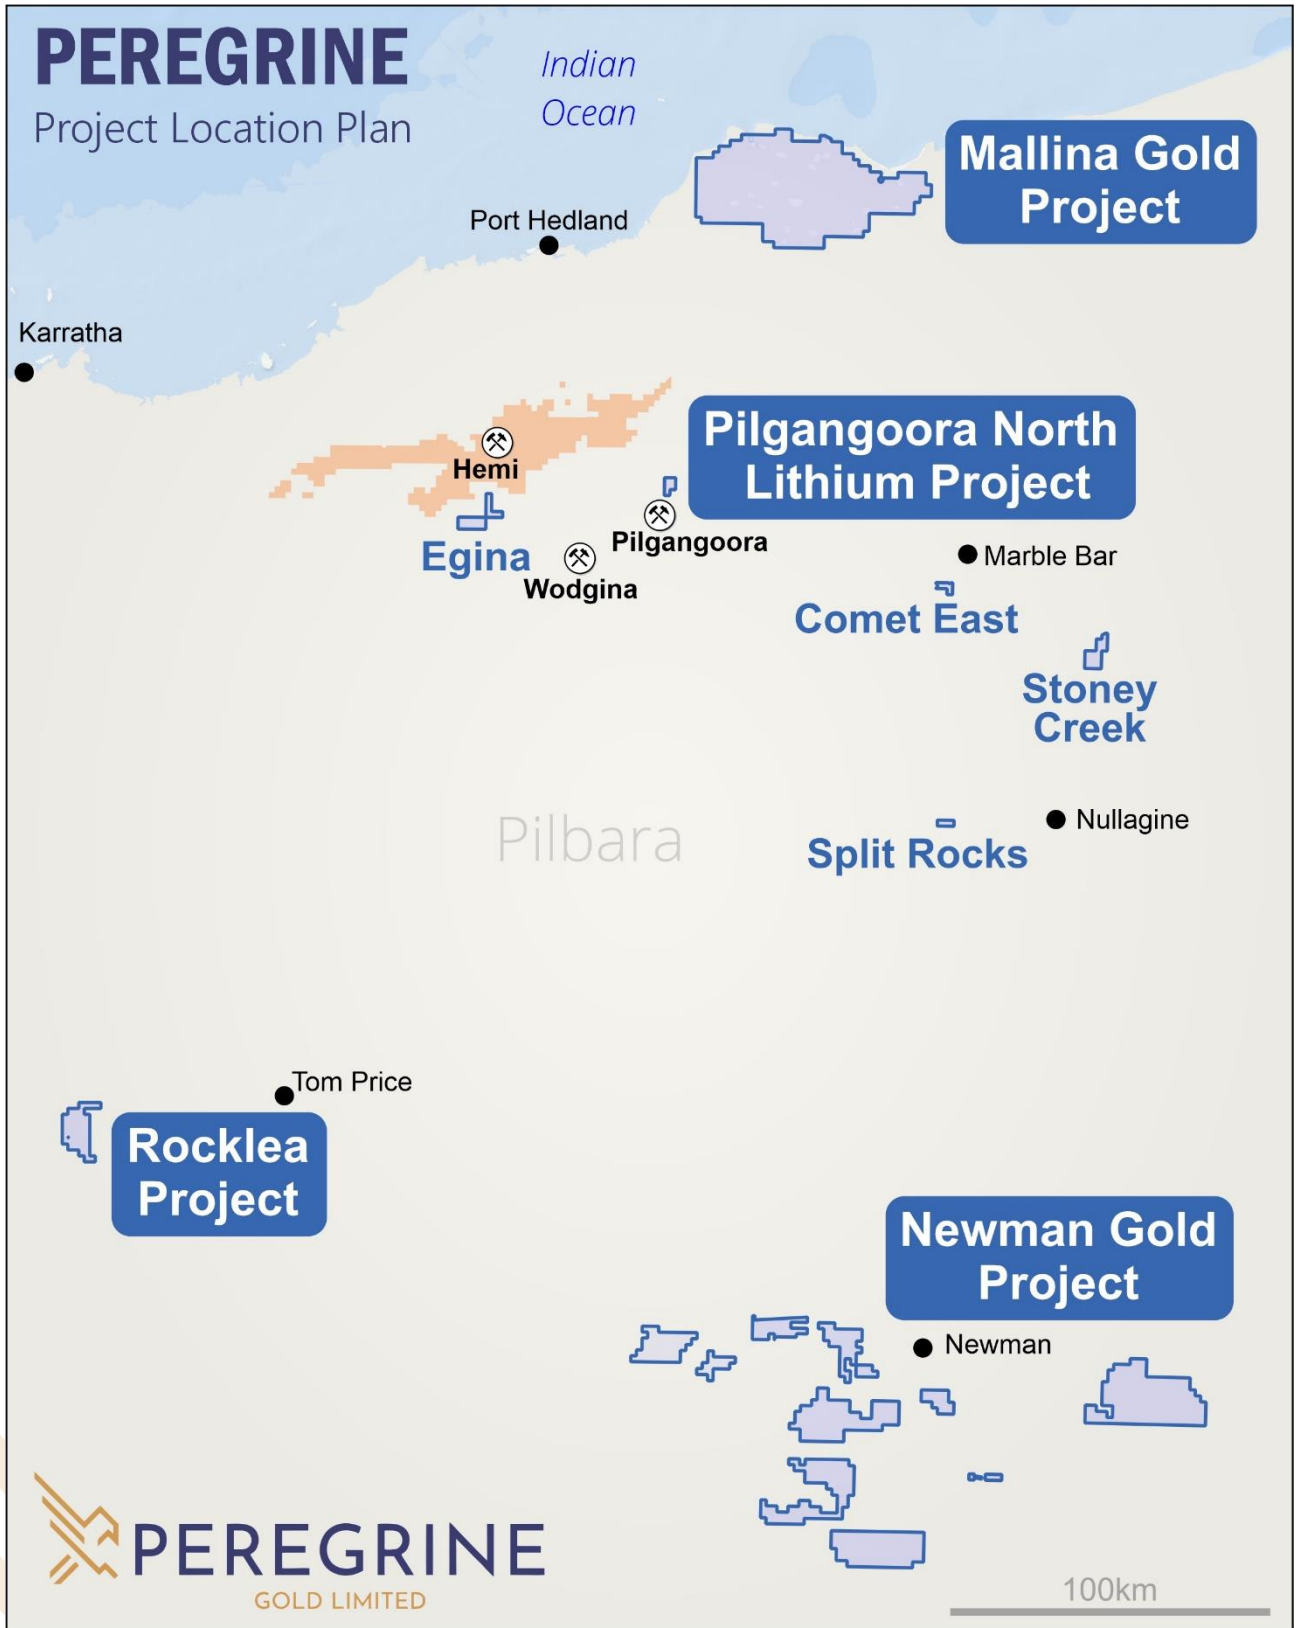 PEREGRINE
Project Location Plan
Indian
Ocean
Mallina Gold
Project
Port Hedland
Karratha
Pilgangoora North
Lithium Project
Hemi
Egina
Pilgangoora
Wodgina
Marble Bar
Comet East
Stoney
Creek
Pilbara
Nullagine
Split Rocks
Tom Price
Rocklea
Project
Newman Gold
Project
Newman
PEREGRINE
GOLD LIMITED
100km